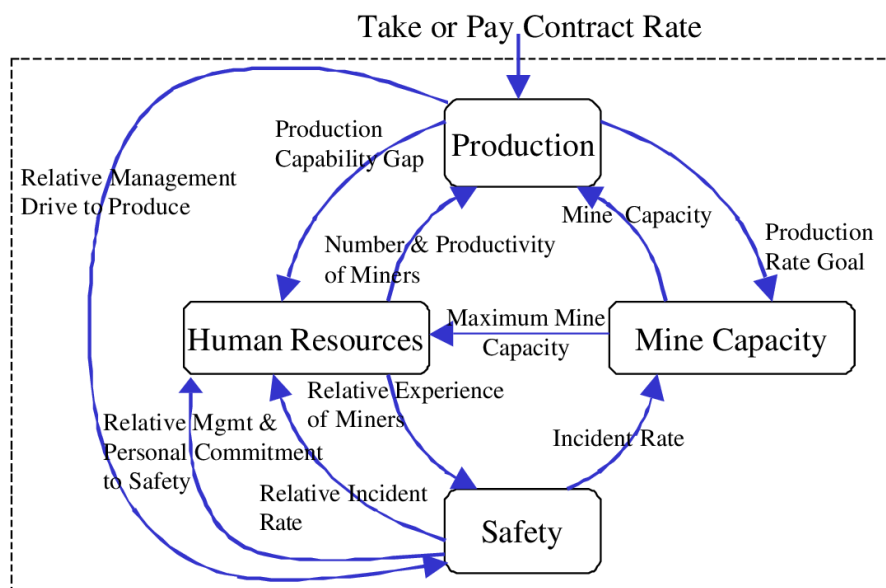 Take or Pay Contract Rate
Production
Capability Gap
Production
Relative Management
Drive to Produce
Mine Capacity
Number & Productivity
of Miners
Production
Rate Goal
Human Resources
Maximum Mine
Capacity
Mine Capacity
Relative Experience
of Miners
Relative Mgmt &
Personal Commitment
to Safety
Incident Rate
Relative Incident
Rate
Safety